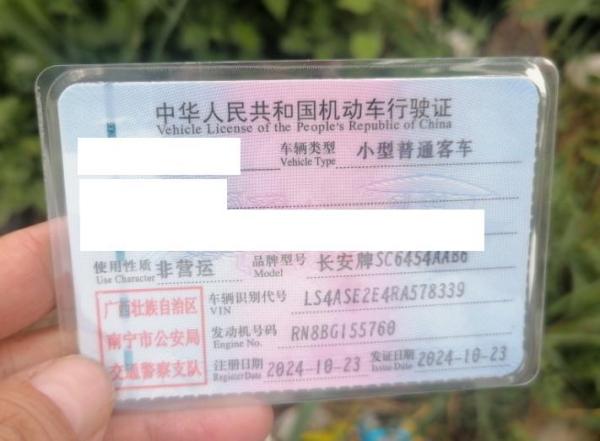 中华人民共和国机动车行驶证
Vehicle License of the People's Republic of China
车辆类型 小型普通客车
Vehicle Type
使用性质 非营运 品牌型号 长安牌SC6454AAB6
Use Character Model
广西壮族自治区
南宁市公安局
交通警察支队
车辆识别代号 LS4ASE2E4RA578339
VIN
发动机号码 RN8BG155760
Engine No.
注册日期 2024-10-23 发证日期 2024-10-23
Register Date Issue Date